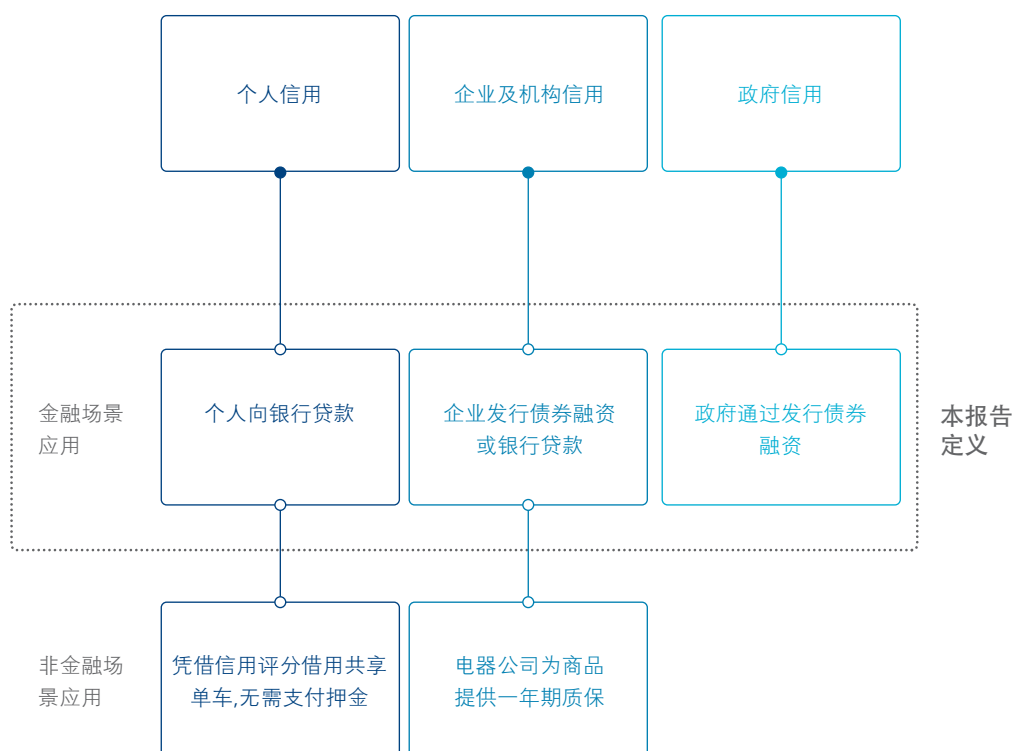 个人信用
企业及机构信用
政府信用
金融场景
应用
个人向银行贷款
企业发行债券融资
或银行贷款
政府通过发行债券
融资
本报告
定义
非金融场
景应用
凭借信用评分借用共享
单车,无需支付押金
电器公司为商品
提供一年期质保